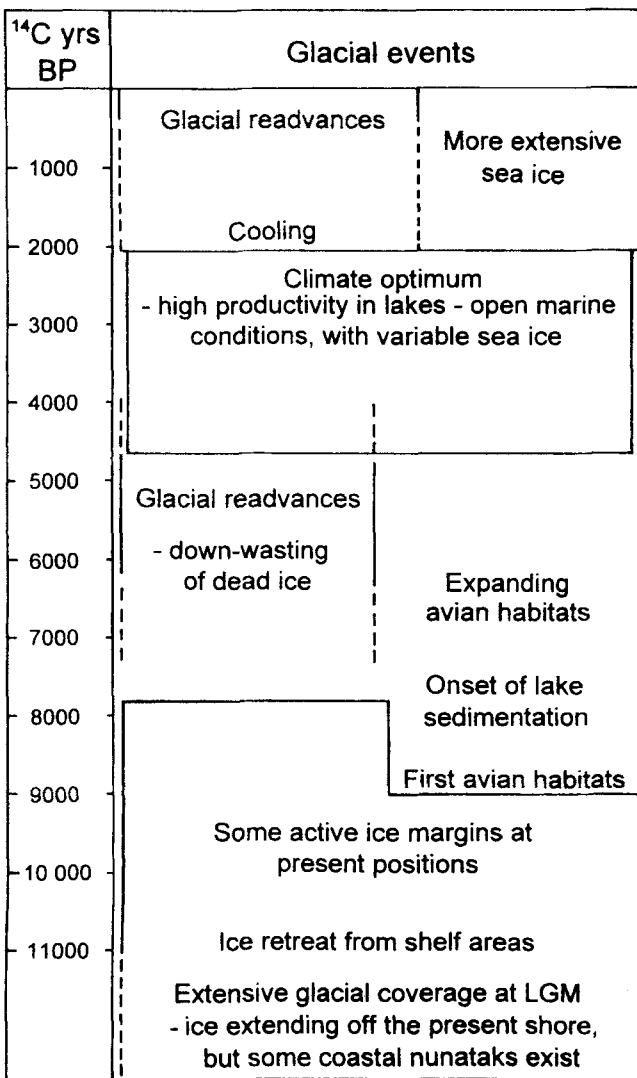 ¹⁴C yrs
BP
Glacial events
Glacial readvances
More extensive
sea ice
1000
Cooling
2000
Climate optimum
- high productivity in lakes - open marine
conditions, with variable sea ice
3000
4000
5000
Glacial readvances
- down-wasting
of dead ice
6000
Expanding
avian habitats
7000
Onset of lake
sedimentation
8000
First avian habitats
9000
Some active ice margins at
present positions
10 000
11000
Ice retreat from shelf areas
Extensive glacial coverage at LGM
- ice extending off the present shore,
but some coastal nunataks exist